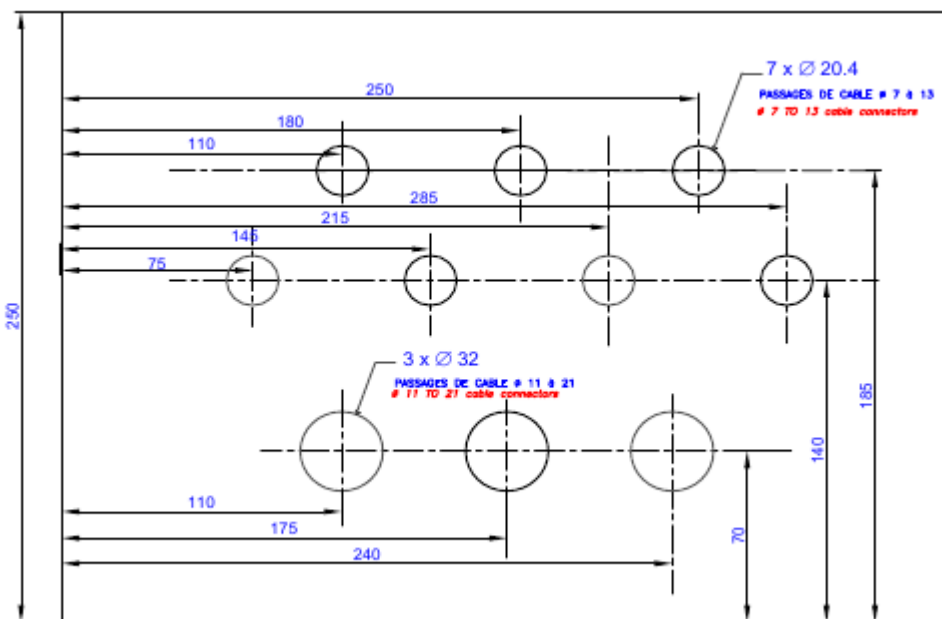 7 x Ø 20.4
PASSAGES DE CABLE # 7 à 13
# 7 TO 13 cable connectors
250
180
110
285
215
145
75
250
3 x Ø 32
PASSAGES DE CABLE # 11 à 21
# 11 TO 21 cable connectors
185
140
70
110
175
240